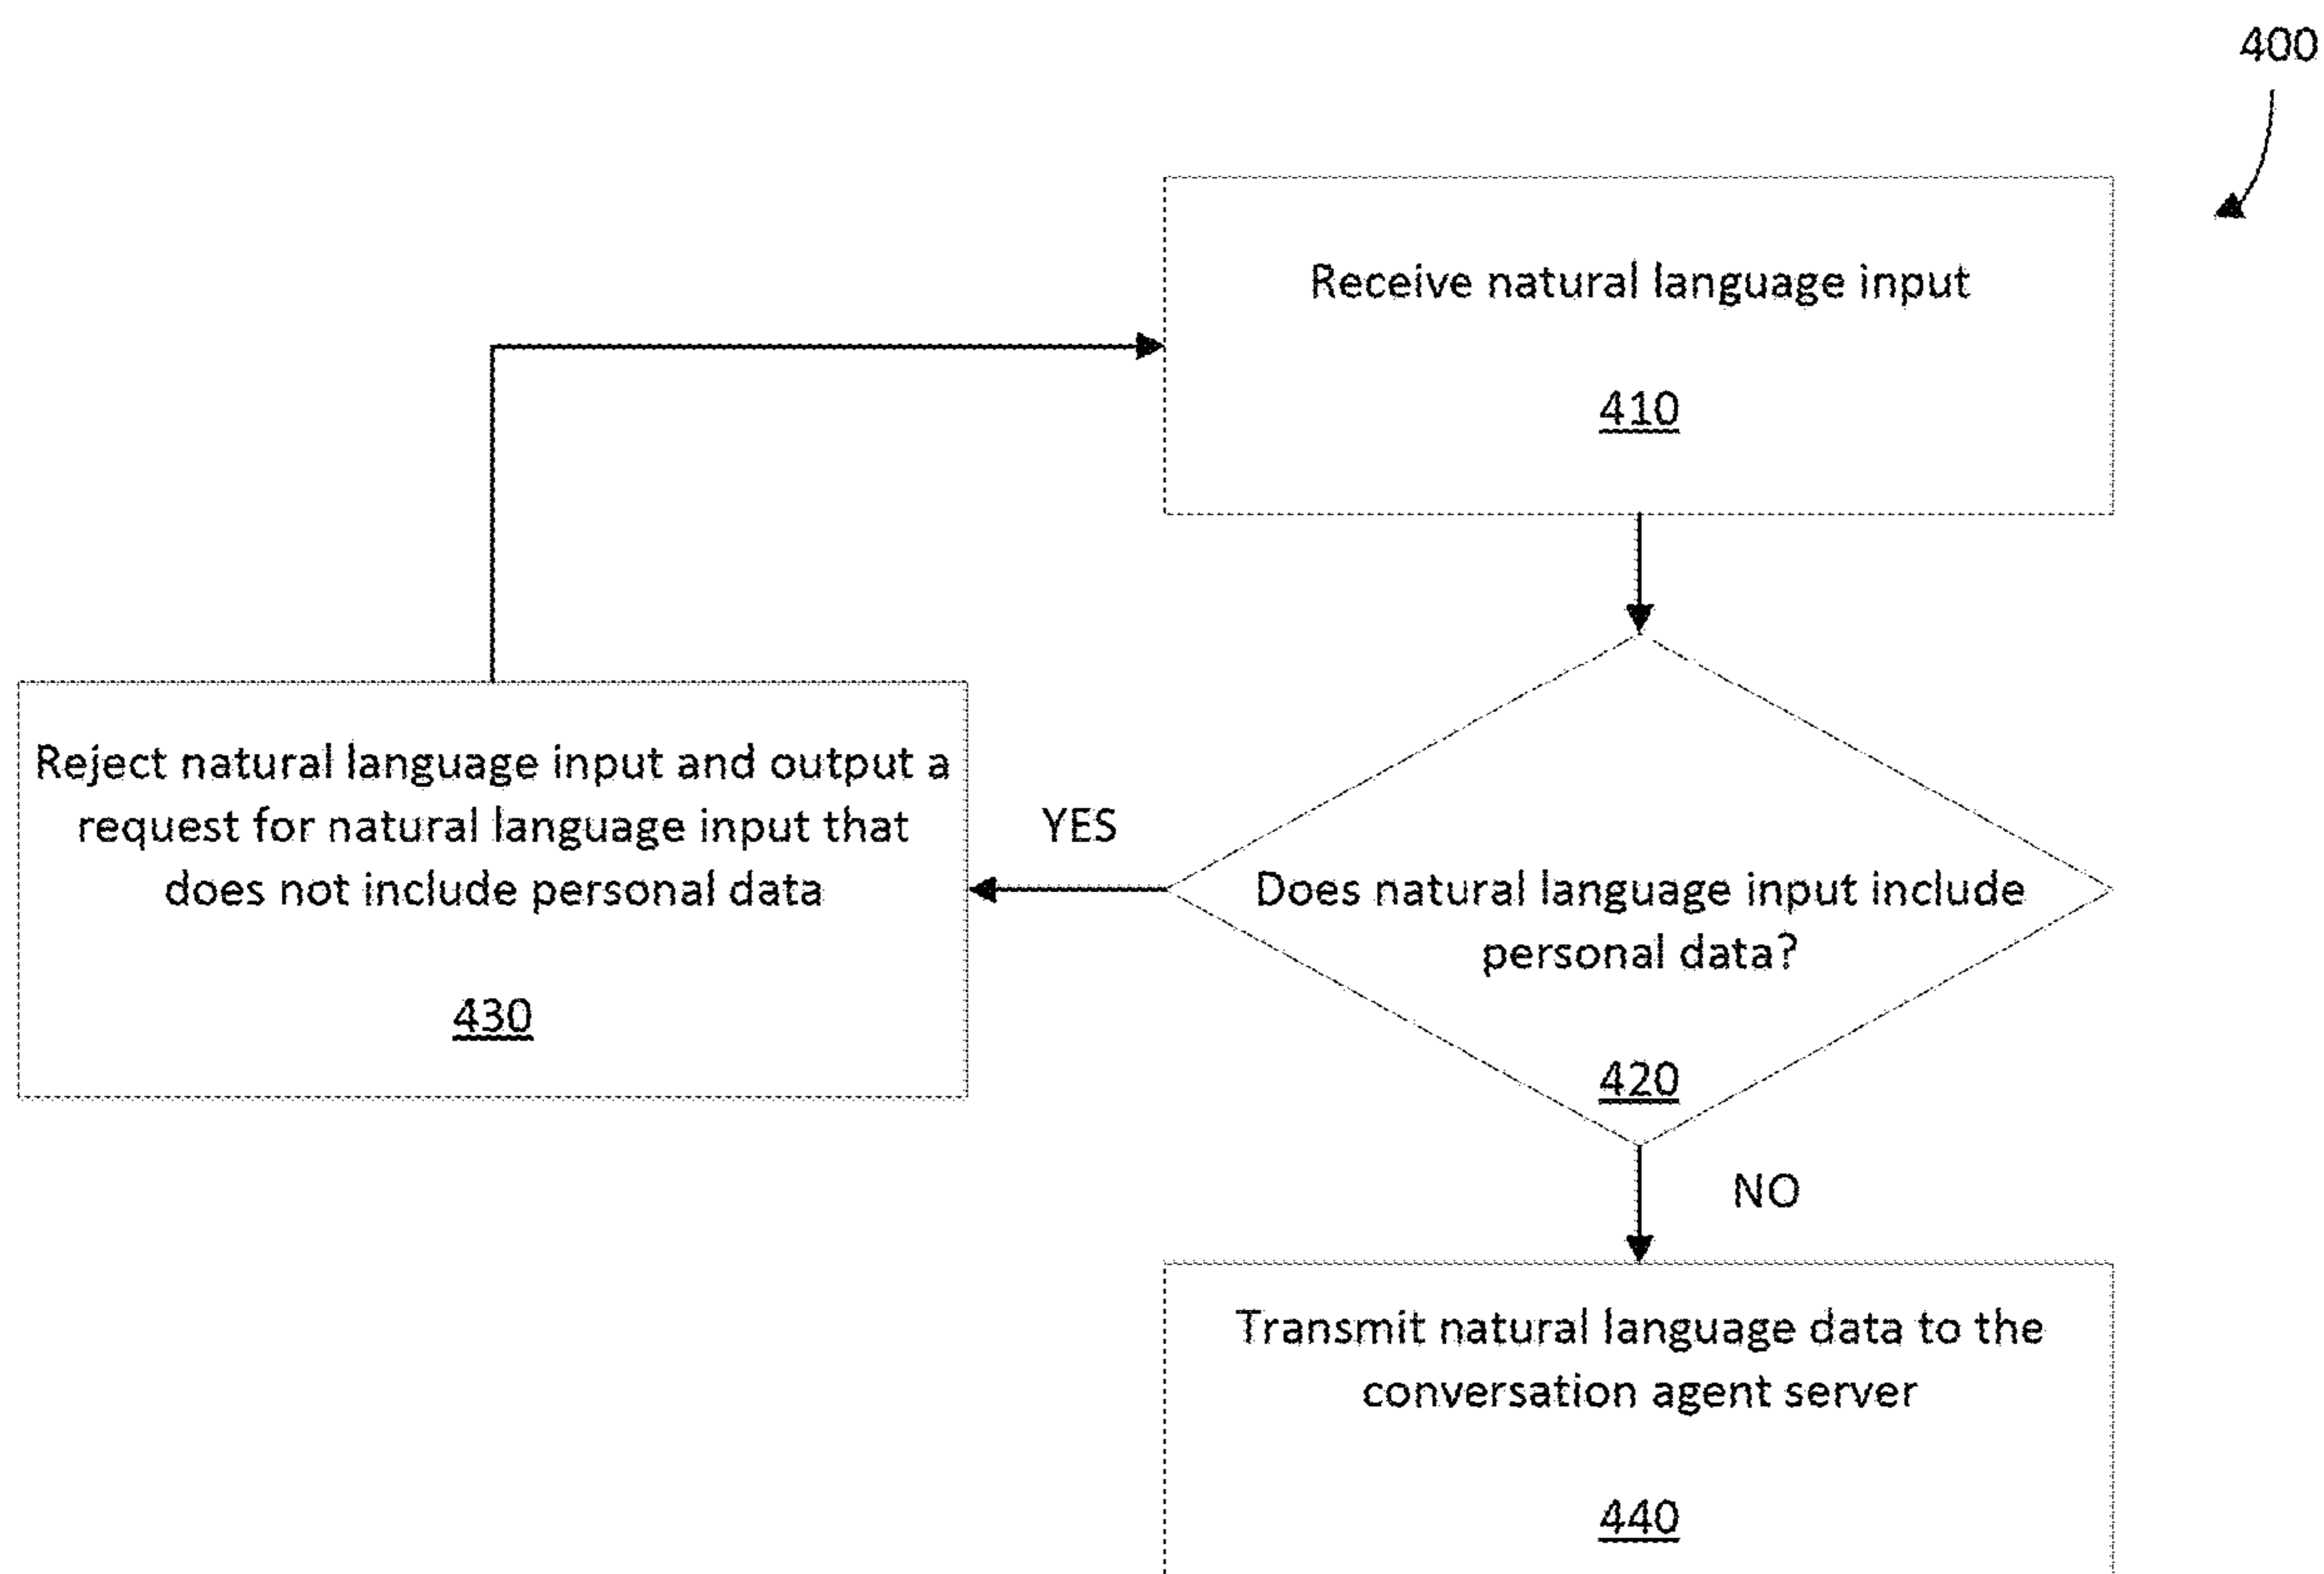 400
Receive natural language input
410
Reject natural language input and output a
request for natural language input that
does not include personal data
430
YES
Does natural language input include
personal data?
420
NO
Transmit natural language data to the
conversation agent server
440